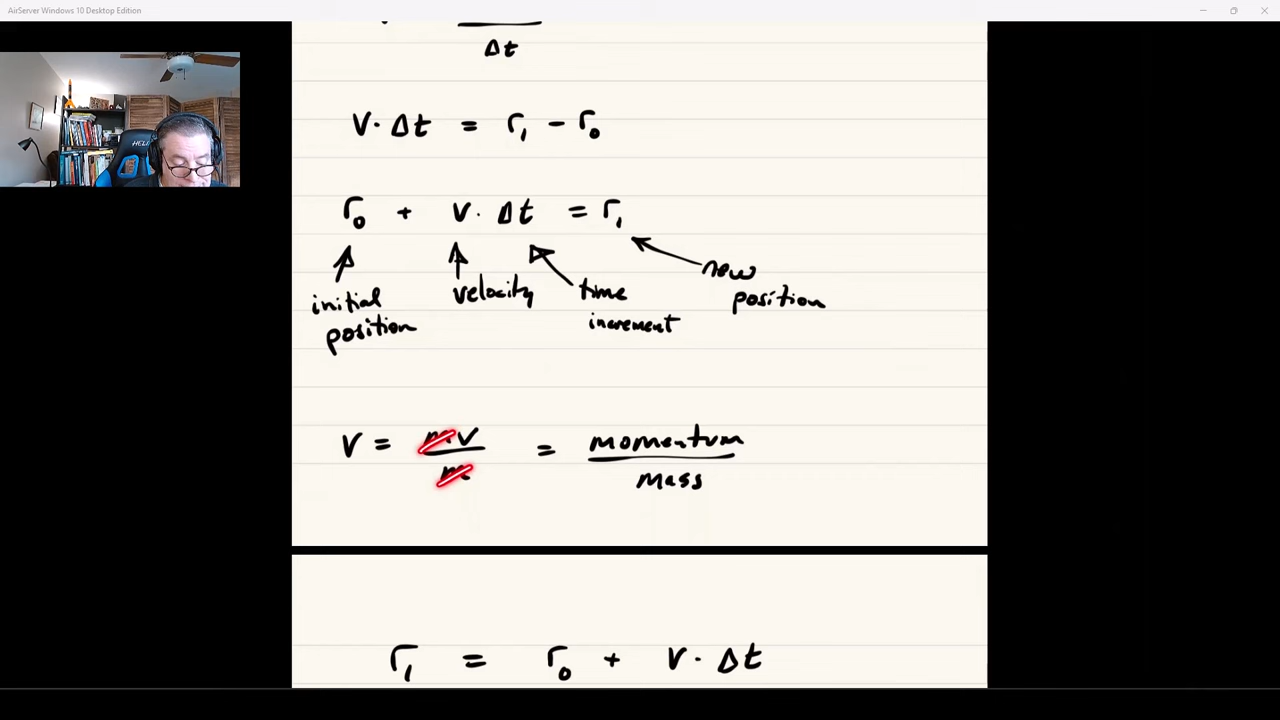 AirServer Windows 10 Desktop Edition
Δt
v · Δt = r₁ - r₀
r₀ + v · Δt = r₁
initial position
velocity
time increment
new position
v = mv / m = momentum / mass
r₁ = r₀ + v · Δt